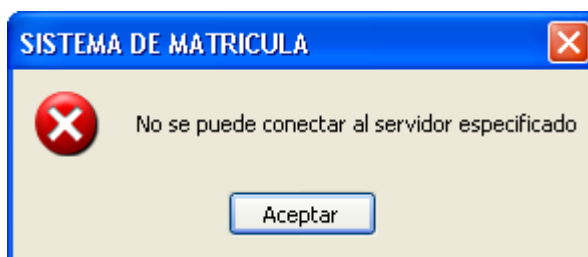 SISTEMA DE MATRICULA
No se puede conectar al servidor especificado
Aceptar